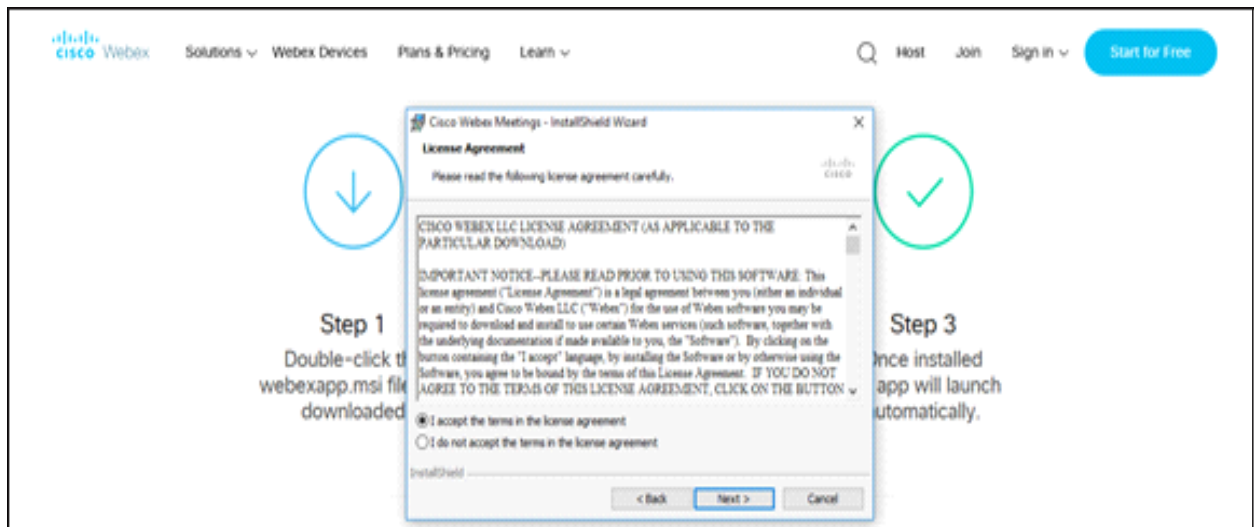 CISCO Webex Solutions Webex Devices Plans & Pricing Learn Host Join Sign in Start for Free
Cisco Webex Meetings - InstallShield Wizard
License Agreement
Please read the following license agreement carefully.
CISCO
CISCO WEBEX LLC LICENSE AGREEMENT (AS APPLICABLE TO THE
PARTICULAR DOWNLOAD)
IMPORTANT NOTICE--PLEASE READ PRIOR TO USING THIS SOFTWARE: This
license agreement ("License Agreement") is a legal agreement between you (either an individual
or an entity) and Cisco Webex LLC ("Webex") for the use of Webex software you may be
required to download and install to use certain Webex services (such software, together with
the underlying documentation if made available to you, the "Software"). By clicking on the
button containing the "I accept" language, by installing the Software or by otherwise using the
Software, you agree to be bound by the terms of this License Agreement. IF YOU DO NOT
AGREE TO THE TERMS OF THIS LICENSE AGREEMENT, CLICK ON THE BUTTON
I accept the terms in the license agreement
I do not accept the terms in the license agreement
InstallShield
< Back Next > Cancel
Step 1
Double-click
webexapp.msi
downloaded
Step 3
installed
app will launch